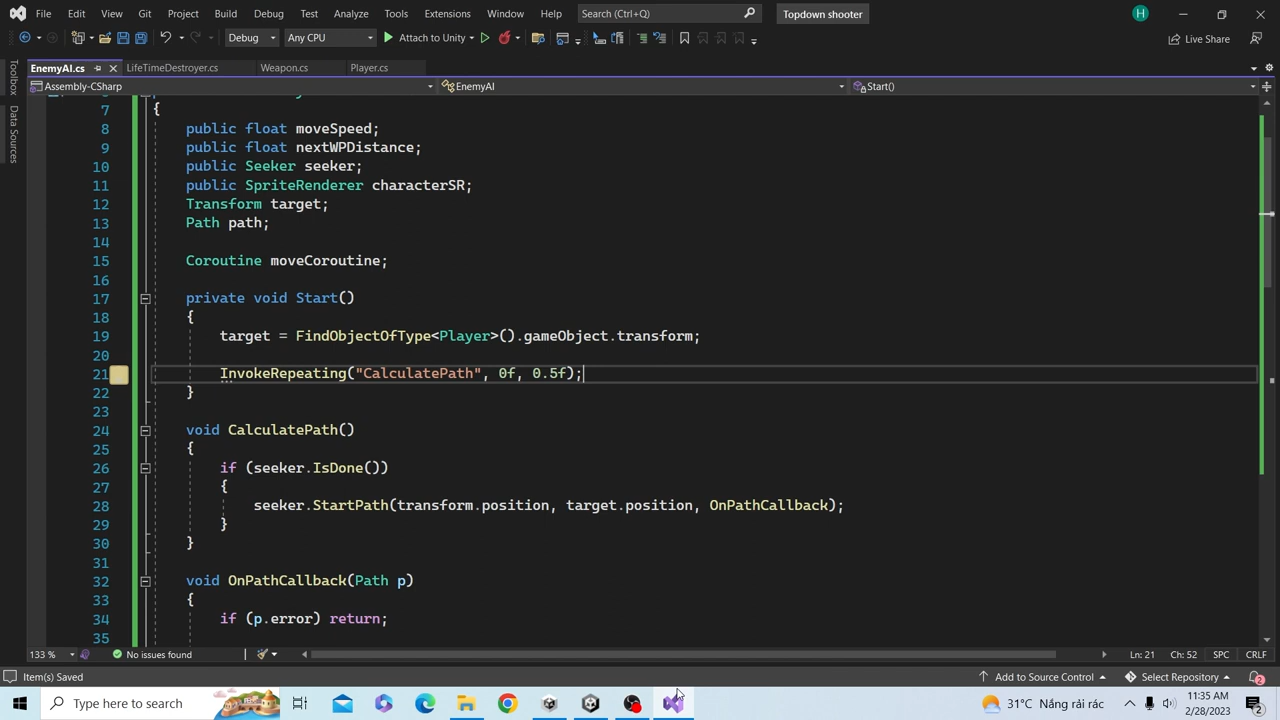 File Edit View Git Project Build Debug Test Analyze Tools Extensions Window Help Search (Ctrl+Q) Topdown shooter H
Debug Any CPU Attach to Unity Live Share
EnemyAI.cs LifeTimeDestroyer.cs Weapon.cs Player.cs
Toolbox
Data Sources
Assembly-CSharp EnemyAI Start()
7 {
8 public float moveSpeed;
9 public float nextWPDistance;
10 public Seeker seeker;
11 public SpriteRenderer characterSR;
12 Transform target;
13 Path path;
14
15 Coroutine moveCoroutine;
16
17 private void Start()
18 {
19 target = FindObjectOfType<Player>().gameObject.transform;
20
21 InvokeRepeating("CalculatePath", 0f, 0.5f);
22 }
23
24 void CalculatePath()
25 {
26 if (seeker.IsDone())
27 {
28 seeker.StartPath(transform.position, target.position, OnPathCallback);
29 }
30 }
31
32 void OnPathCallback(Path p)
33 {
34 if (p.error) return;
35
133 % No issues found Ln: 21 Ch: 52 SPC CRLF
Item(s) Saved Add to Source Control Select Repository 2
Type here to search 31°C Nắng rải rác 11:35 AM
2/28/2023 2